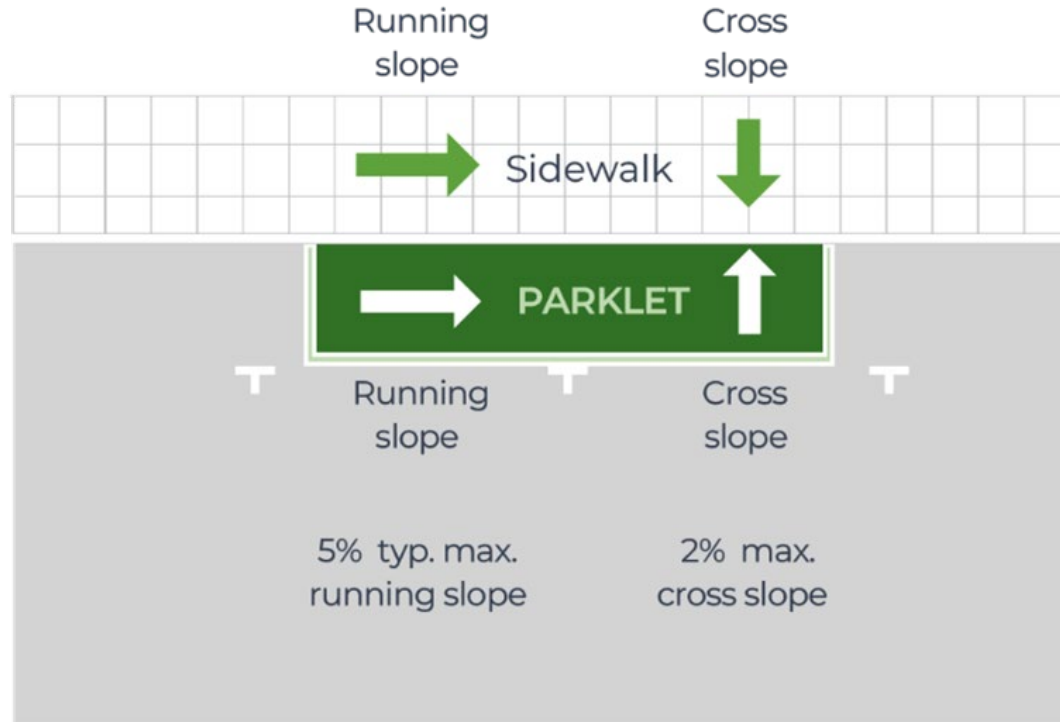 Running
slope
Cross
slope
Sidewalk
PARKLET
Running
slope
Cross
slope
5% typ. max.
running slope
2% max.
cross slope